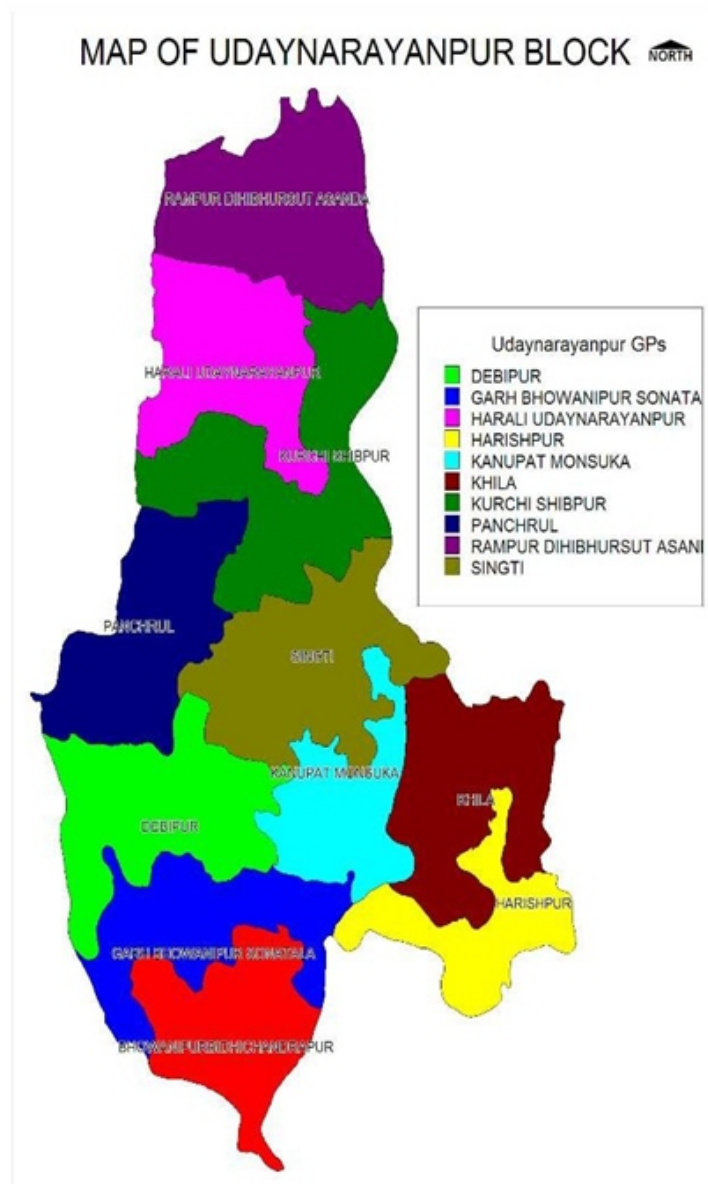 MAP OF UDAYNARAYANPUR BLOCK NORTH
RAMPUR DIHIBHURSUT ASANDA
HARALI UDAYNARAYANPUR
KURCHI SHIBPUR
PANCHRUL
SINGTI
KANUPAT MONSUKA
KHILA
DEBIPUR
HARISHPUR
GARH BHOWANIPUR SONATALA
BHOWANIPURBIDHICHANDRAPUR
Udaynarayanpur GPs
DEBIPUR
GARH BHOWANIPUR SONATA
HARALI UDAYNARAYANPUR
HARISHPUR
KANUPAT MONSUKA
KHILA
KURCHI SHIBPUR
PANCHRUL
RAMPUR DIHIBHURSUT ASANI
SINGTI